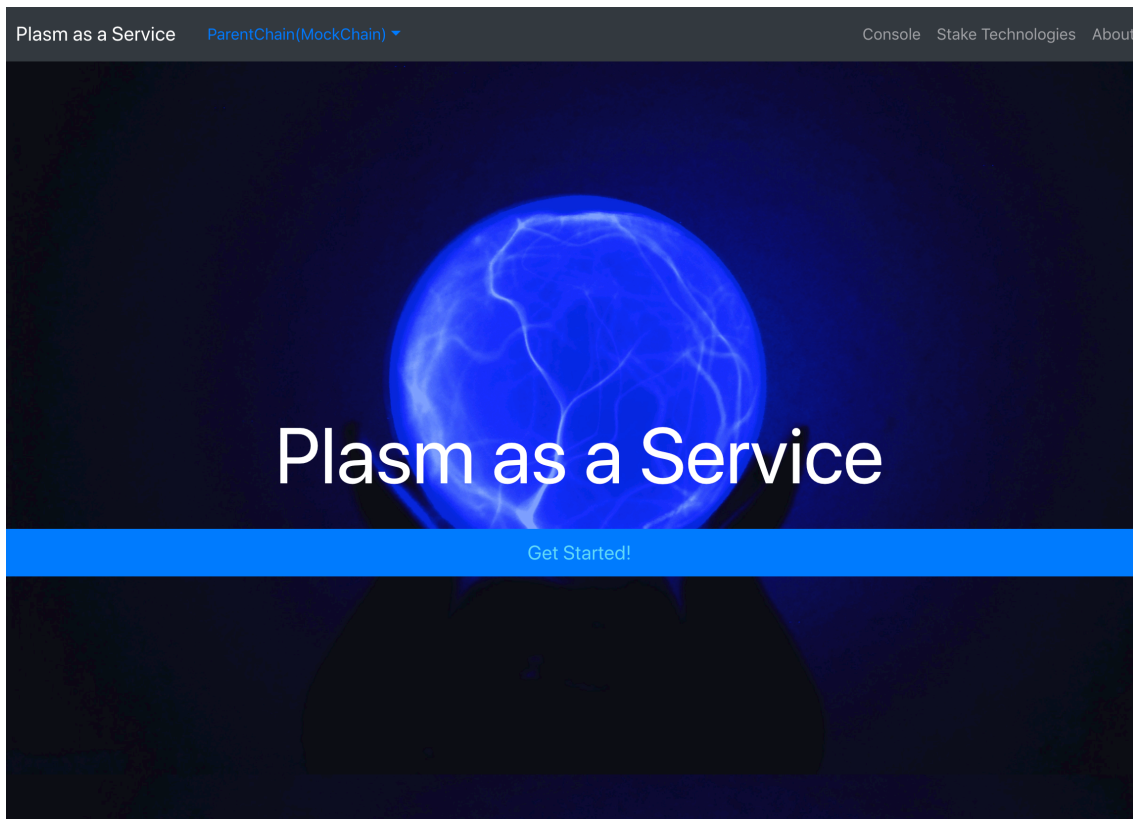 Plasm as a Service ParentChain(MockChain) Console Stake Technologies About
Plasm as a Service
Get Started!